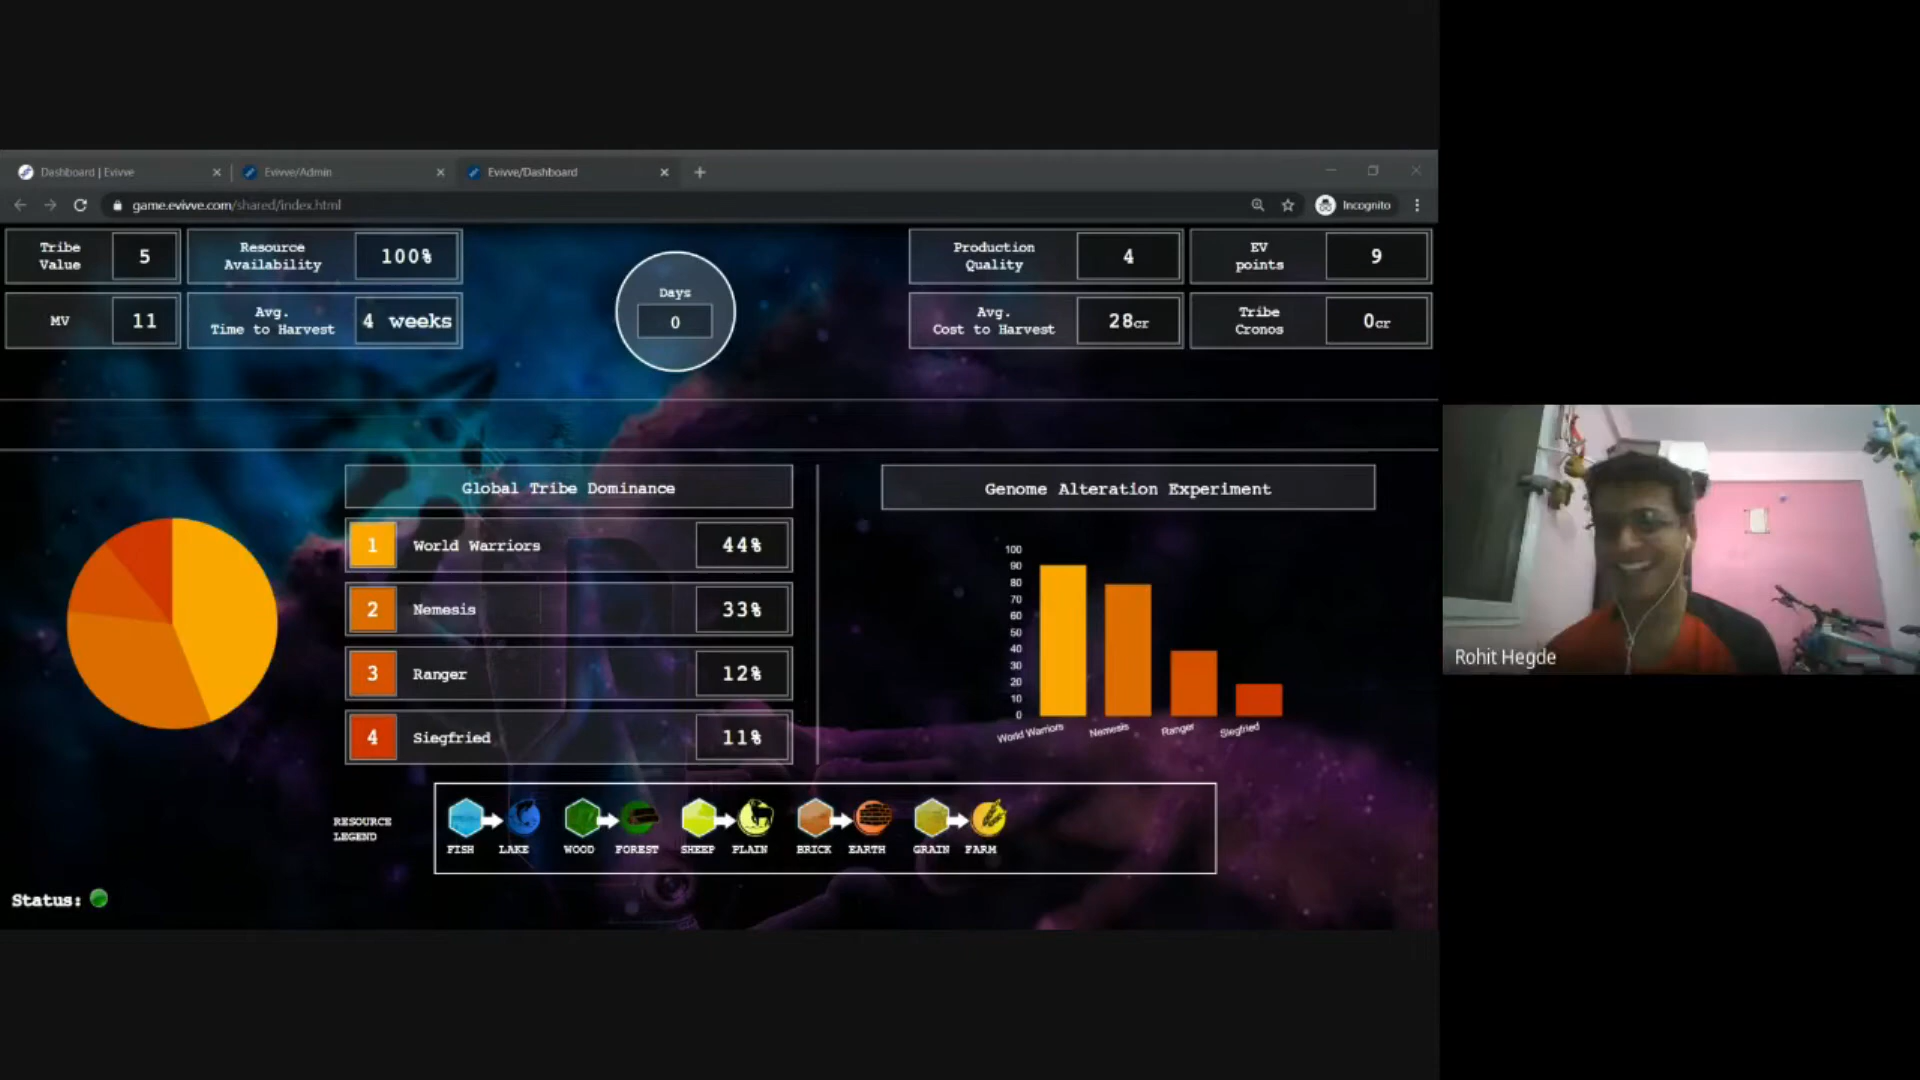 Dashboard | Evivve
Evivve/Admin
Evivve/Dashboard
game.evivve.com/shared/index.html
Incognito
Tribe
Value
5
Resource
Availability
100%
Days
0
Production
Quality
4
EV
points
9
MV
11
Avg.
Time to Harvest
4 weeks
Avg.
Cost to Harvest
28cr
Tribe
Cronos
0cr
Global Tribe Dominance
1 World Warriors 44%
2 Nemesis 33%
3 Ranger 12%
4 Siegfried 11%
Genome Alteration Experiment
100
90
80
70
60
50
40
30
20
10
0
World Warriors
Nemesis
Ranger
Siegfried
RESOURCE
LEGEND
FISH LAKE WOOD FOREST SHEEP PLAIN BRICK EARTH GRAIN FARM
Status:
Rohit Hegde